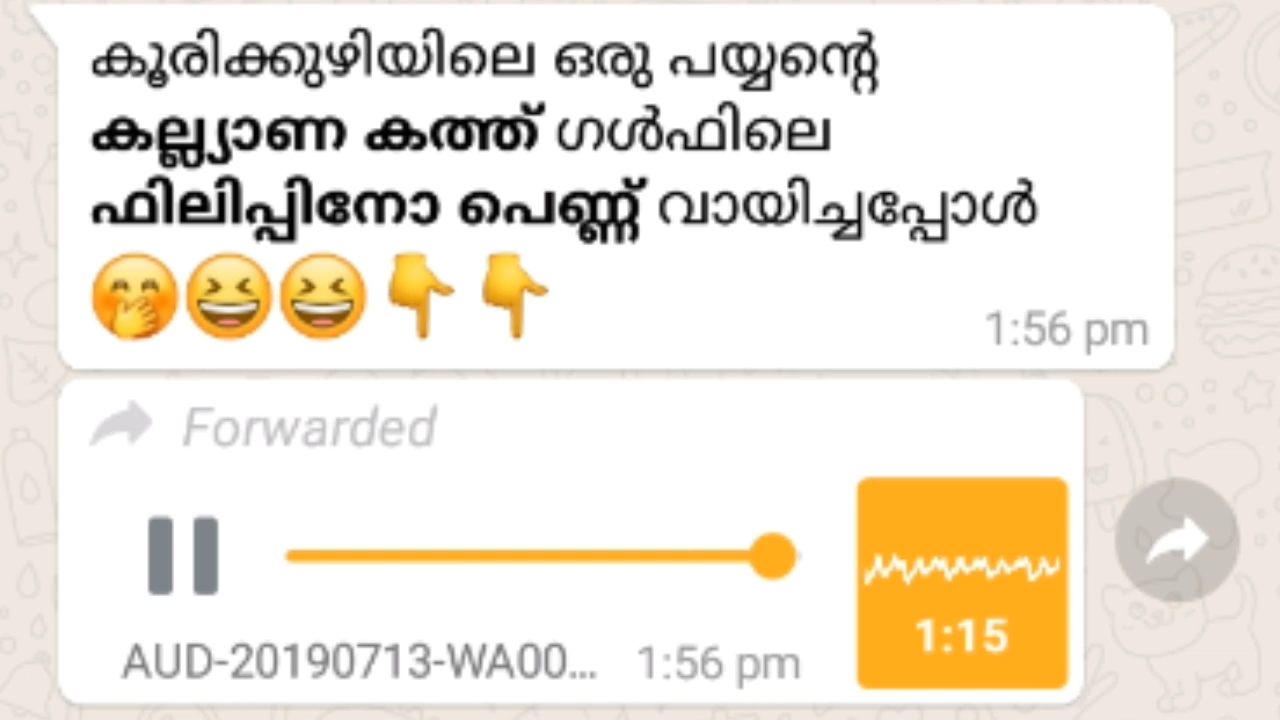 കൂരിക്കുഴിയിലെ ഒരു പയ്യന്റെ
കല്ല്യാണ കത്ത് ഗൾഫിലെ
ഫിലിപ്പിനോ പെണ്ണ് വായിച്ചപ്പോൾ
🤭😆😆👇👇
1:56 pm
Forwarded
AUD-20190713-WA00... 1:56 pm
1:15